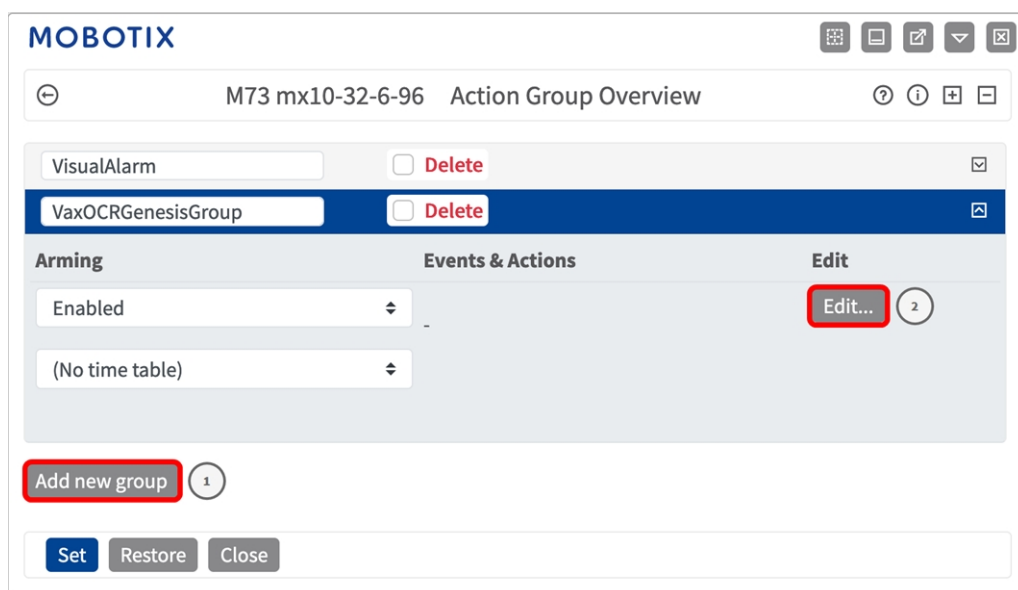 MOBOTIX
M73 mx10-32-6-96 Action Group Overview
VisualAlarm Delete
VaxOCRGenesisGroup Delete
Arming Events & Actions Edit
Enabled - Edit... 2
(No time table)
Add new group 1
Set Restore Close